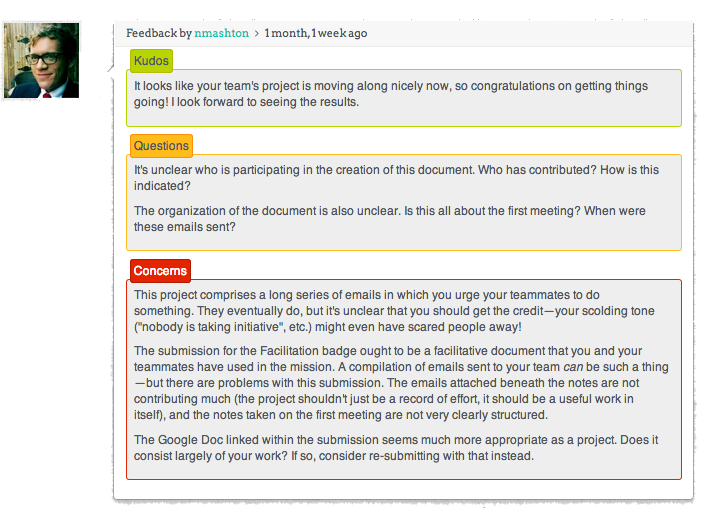 Feedback by nmashton > 1 month, 1 week ago
Kudos
It looks like your team's project is moving along nicely now, so congratulations on getting things
going! I look forward to seeing the results.
Questions
It's unclear who is participating in the creation of this document. Who has contributed? How is this
indicated?
The organization of the document is also unclear. Is this all about the first meeting? When were
these emails sent?
Concerns
This project comprises a long series of emails in which you urge your teammates to do
something. They eventually do, but it's unclear that you should get the credit—your scolding tone
("nobody is taking initiative", etc.) might even have scared people away!
The submission for the Facilitation badge ought to be a facilitative document that you and your
teammates have used in the mission. A compilation of emails sent to your team can be such a thing
—but there are problems with this submission. The emails attached beneath the notes are not
contributing much (the project shouldn't just be a record of effort, it should be a useful work in
itself), and the notes taken on the first meeting are not very clearly structured.
The Google Doc linked within the submission seems much more appropriate as a project. Does it
consist largely of your work? If so, consider re-submitting with that instead.